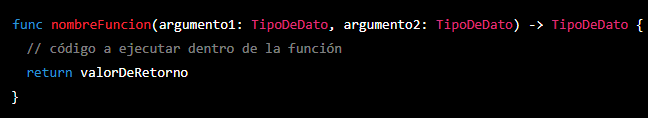 func nombreFuncion(argumento1: TipoDeDato, argumento2: TipoDeDato) -> TipoDeDato {
  // código a ejecutar dentro de la función
  return valorDeRetorno
}